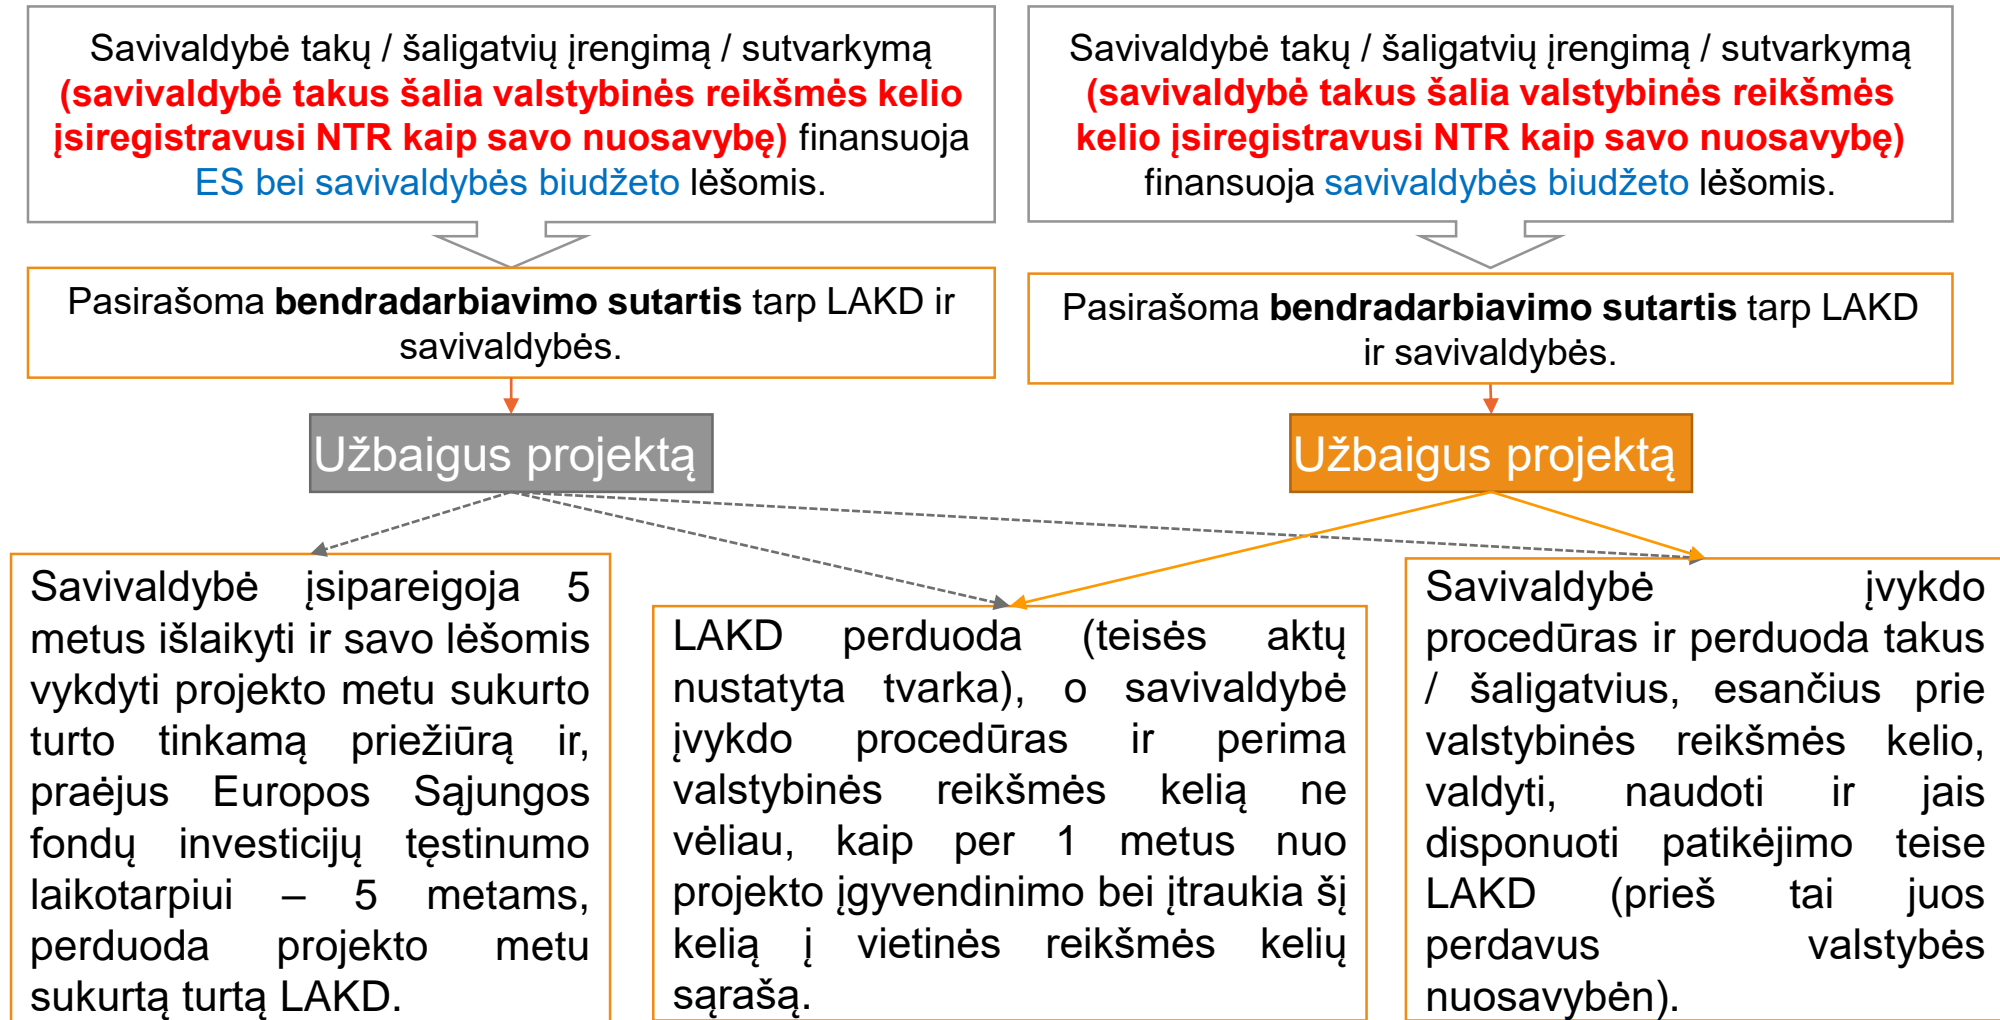 Savivaldybė takų / šaligatvių įrengimą / sutvarkymą
(savivaldybė takus šalia valstybinės reikšmės kelio
įsiregistravusi NTR kaip savo nuosavybę) finansuoja
ES bei savivaldybės biudžeto lėšomis.
Savivaldybė takų / šaligatvių įrengimą / sutvarkymą
(savivaldybė takus šalia valstybinės reikšmės
kelio įsiregistravusi NTR kaip savo nuosavybę)
finansuoja savivaldybės biudžeto lėšomis.
Pasirašoma bendradarbiavimo sutartis tarp LAKD ir
savivaldybės.
Pasirašoma bendradarbiavimo sutartis tarp LAKD
ir savivaldybės.
Užbaigus projektą
Užbaigus projektą
Savivaldybė įsipareigoja 5
metus išlaikyti ir savo lėšomis
vykdyti projekto metu sukurto
turto tinkamą priežiūrą ir,
praėjus Europos Sąjungos
fondų investicijų tęstinumo
laikotarpiui – 5 metams,
perduoda projekto metu
sukurtą turtą LAKD.
LAKD perduoda (teisės aktų
nustatyta tvarka), o savivaldybė
įvykdo procedūras ir perima
valstybinės reikšmės kelią ne
vėliau, kaip per 1 metus nuo
projekto įgyvendinimo bei įtraukia šį
kelią į vietinės reikšmės kelių
sąrašą.
Savivaldybė įvykdo
procedūras ir perduoda takus
/ šaligatvius, esančius prie
valstybinės reikšmės kelio,
valdyti, naudoti ir jais
disponuoti patikėjimo teise
LAKD (prieš tai juos
perdavus valstybės
nuosavybėn).